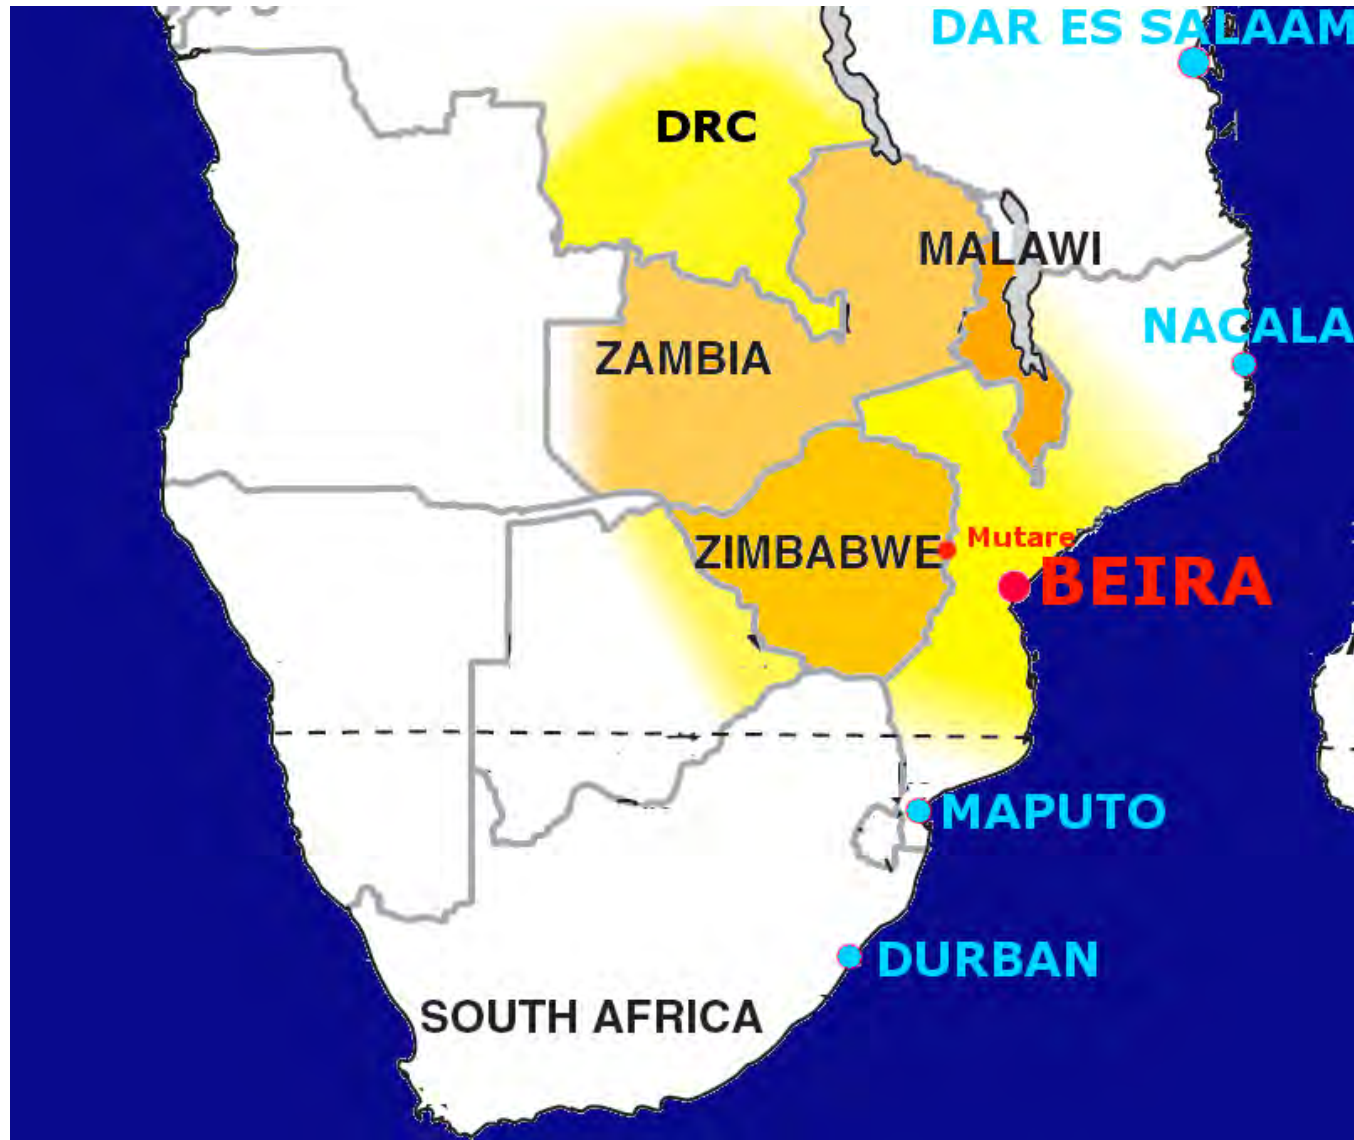 DAR ES SALAAM
DRC
MALAWI
NACALA
ZAMBIA
Mutare
ZIMBABWE
BEIRA
MAPUTO
DURBAN
SOUTH AFRICA